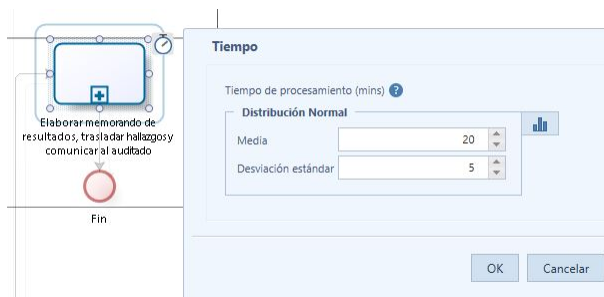 Elaborar memorando de
resultados, trasladar hallazgos y
comunicar al auditado
Fin
Tiempo
Tiempo de procesamiento (mins)
Distribución Normal
Media
20
Desviación estándar
5
OK
Cancelar